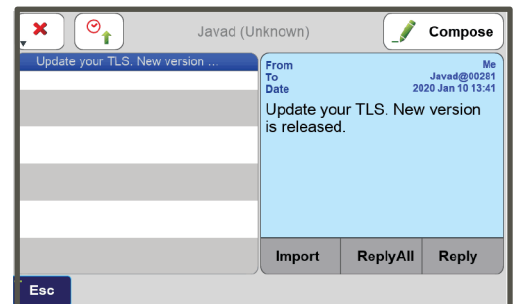 Javad (Unknown)
Compose
Update your TLS. New version ...
From Me
To Javad@00281
Date 2020 Jan 10 13:41
Update your TLS. New version
is released.
Import ReplyAll Reply
Esc